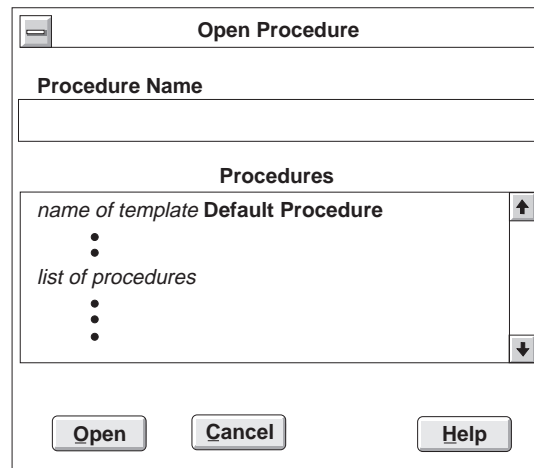 Open Procedure
Procedure Name
Procedures
name of template Default Procedure
list of procedures
Open Cancel Help